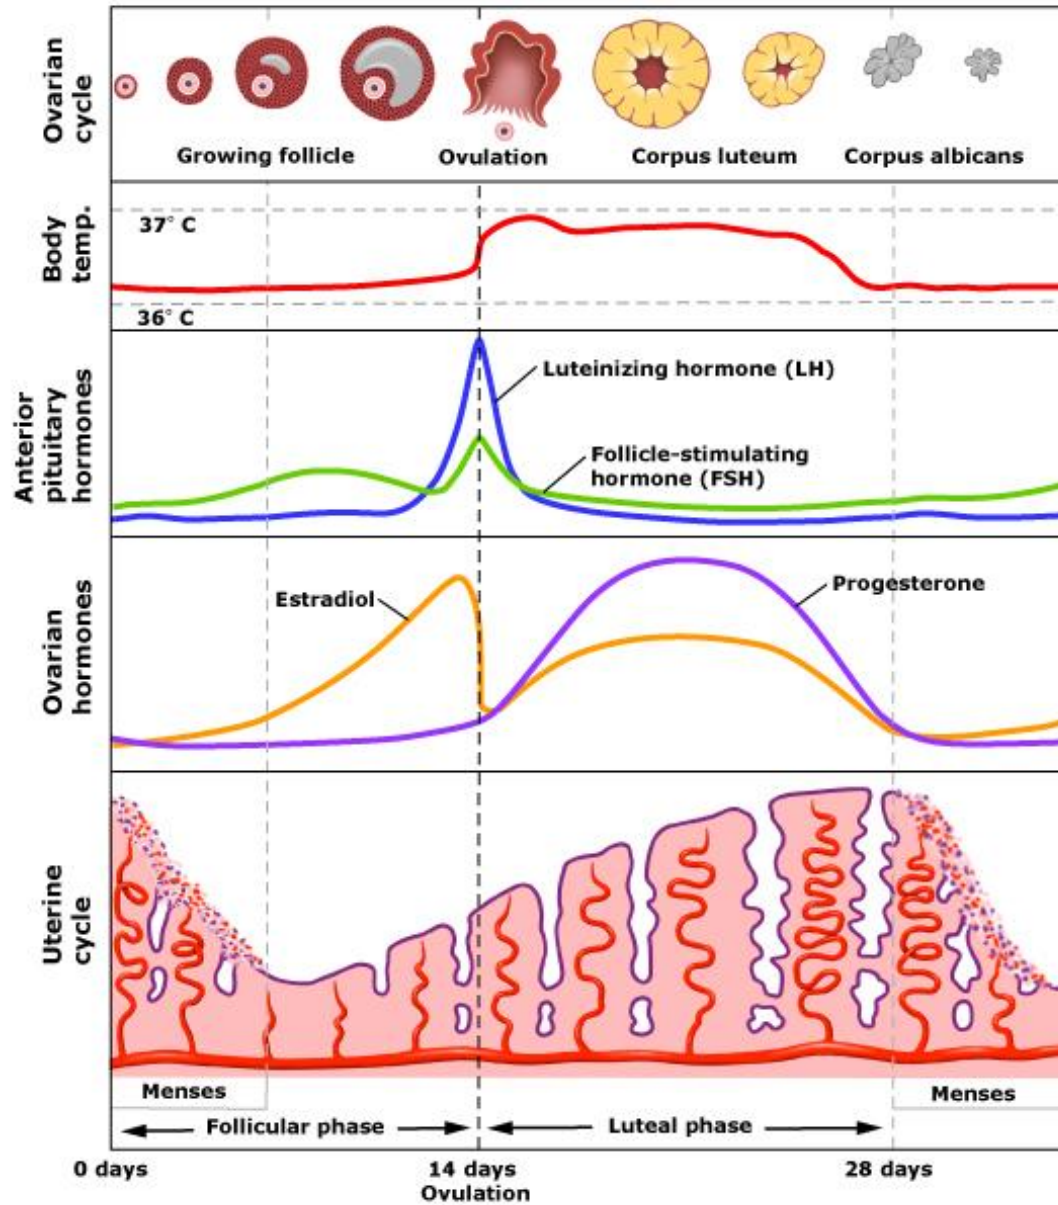 Ovarian
cycle
Growing follicle
Ovulation
Corpus luteum
Corpus albicans
Body
temp.
37° C
36° C
Anterior
pituitary
hormones
Luteinizing hormone (LH)
Follicle-stimulating
hormone (FSH)
Ovarian
hormones
Estradiol
Progesterone
Uterine
cycle
Menses
Menses
Follicular phase
Luteal phase
0 days
14 days
Ovulation
28 days